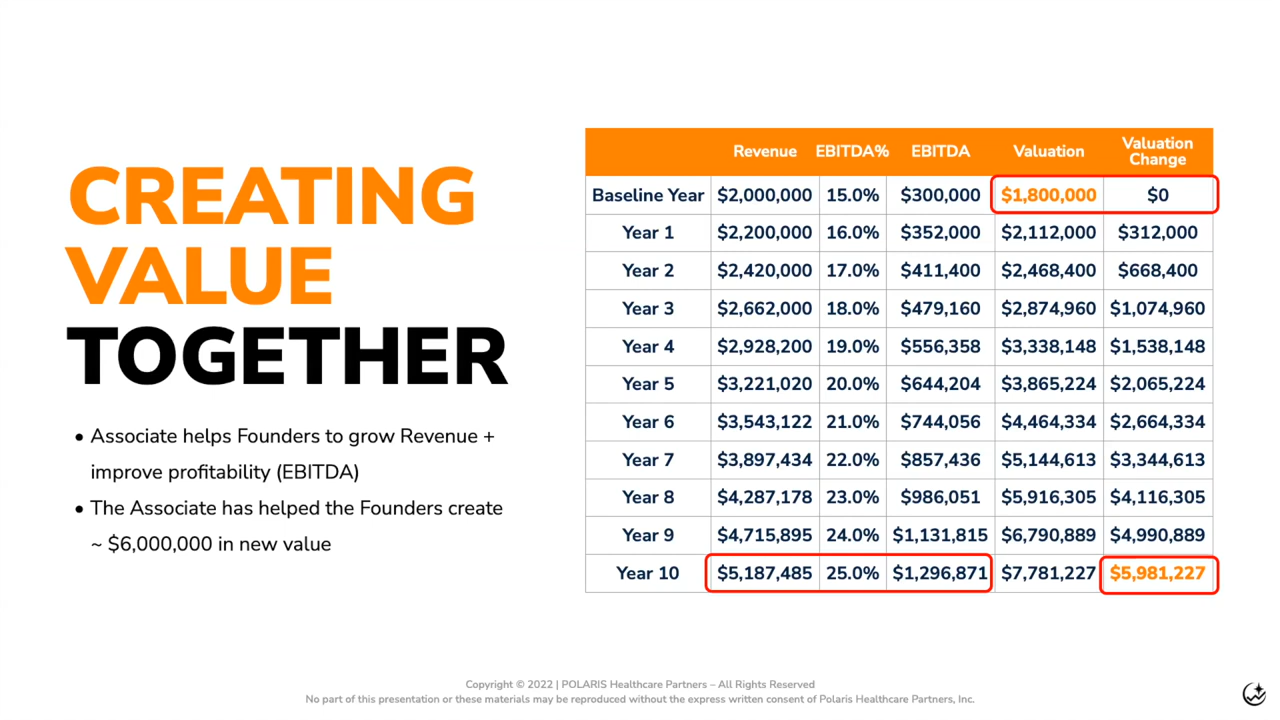 CREATING
VALUE
TOGETHER
• Associate helps Founders to grow Revenue +
improve profitability (EBITDA)
• The Associate has helped the Founders create
~ $6,000,000 in new value
Revenue EBITDA% EBITDA Valuation Valuation Change
Baseline Year $2,000,000 15.0% $300,000 $1,800,000 $0
Year 1 $2,200,000 16.0% $352,000 $2,112,000 $312,000
Year 2 $2,420,000 17.0% $411,400 $2,468,400 $668,400
Year 3 $2,662,000 18.0% $479,160 $2,874,960 $1,074,960
Year 4 $2,928,200 19.0% $556,358 $3,338,148 $1,538,148
Year 5 $3,221,020 20.0% $644,204 $3,865,224 $2,065,224
Year 6 $3,543,122 21.0% $744,056 $4,464,334 $2,664,334
Year 7 $3,897,434 22.0% $857,436 $5,144,613 $3,344,613
Year 8 $4,287,178 23.0% $986,051 $5,916,305 $4,116,305
Year 9 $4,715,895 24.0% $1,131,815 $6,790,889 $4,990,889
Year 10 $5,187,485 25.0% $1,296,871 $7,781,227 $5,981,227
Copyright © 2022 | POLARIS Healthcare Partners – All Rights Reserved
No part of this presentation or these materials may be reproduced without the express written consent of Polaris Healthcare Partners, Inc.